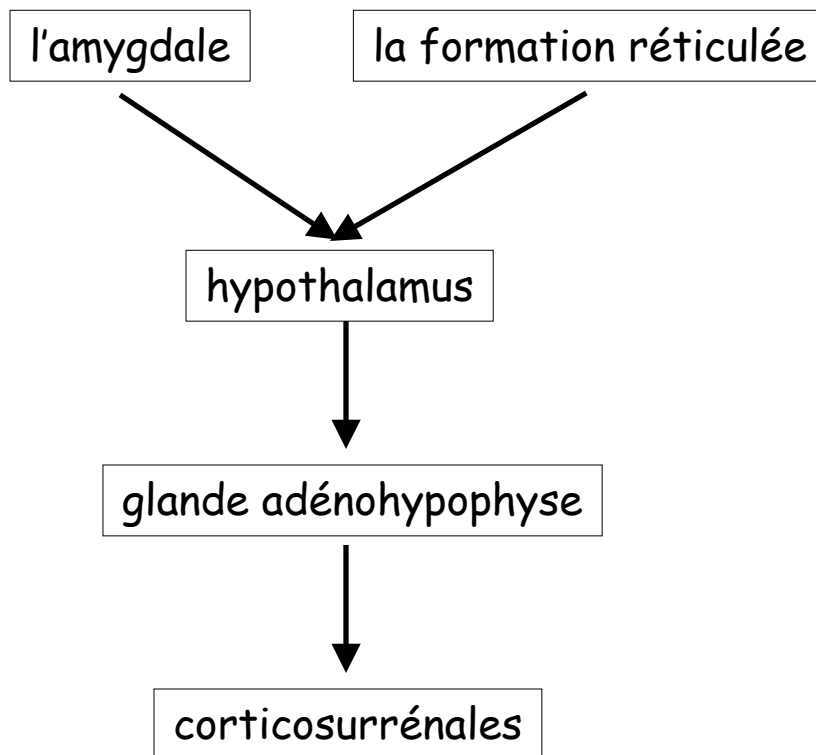 l'amygdale
la formation réticulée
hypothalamus
glande adénohypophyse
corticosurrénales